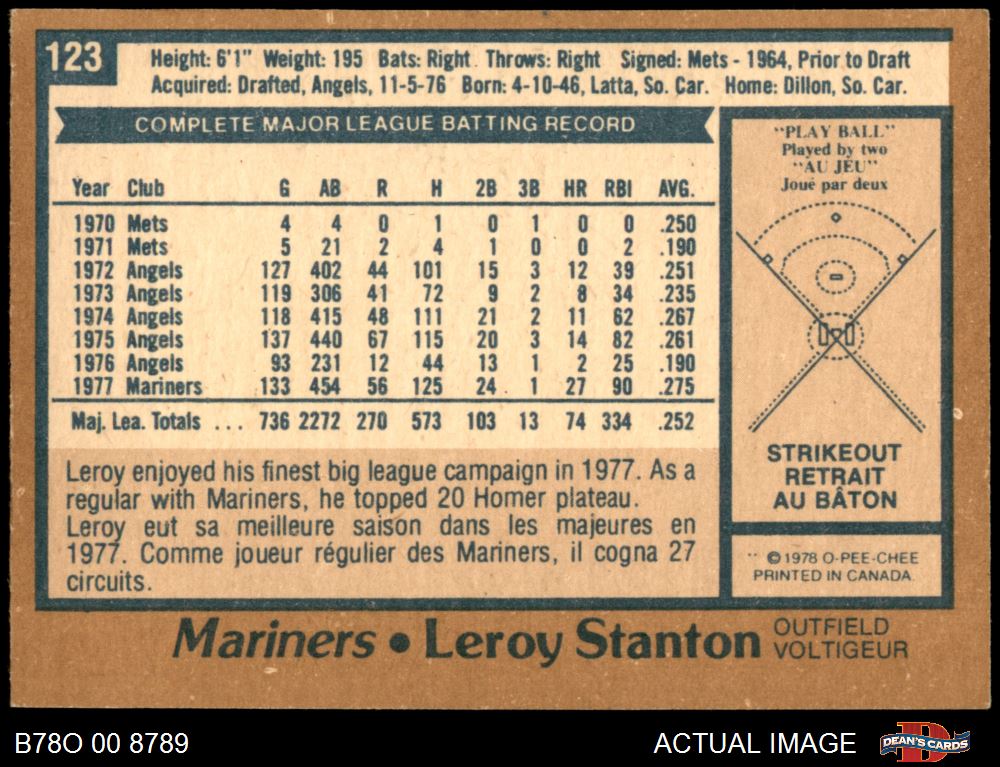 123
Height: 6'1" Weight: 195 Bats: Right Throws: Right Signed: Mets - 1964, Prior to Draft
Acquired: Drafted, Angels, 11-5-76 Born: 4-10-46, Latta, So. Car. Home: Dillon, So. Car.
COMPLETE MAJOR LEAGUE BATTING RECORD
Year Club G AB R H 2B 3B HR RBI AVG.
1970 Mets 4 4 0 1 0 1 0 0 .250
1971 Mets 5 21 2 4 1 0 0 2 .190
1972 Angels 127 402 44 101 15 3 12 39 .251
1973 Angels 119 306 41 72 9 2 8 34 .235
1974 Angels 118 415 48 111 21 2 11 62 .267
1975 Angels 137 440 67 115 20 3 14 82 .261
1976 Angels 93 231 12 44 13 1 2 25 .190
1977 Mariners 133 454 56 125 24 1 27 90 .275
Maj. Lea. Totals ... 736 2272 270 573 103 13 74 334 .252
Leroy enjoyed his finest big league campaign in 1977. As a
regular with Mariners, he topped 20 Homer plateau.
Leroy eut sa meilleure saison dans les majeures en
1977. Comme joueur régulier des Mariners, il cogna 27
circuits.
"PLAY BALL"
Played by two
"AU JEU"
Joué par deux
STRIKEOUT
RETRAIT
AU BÂTON
©1978 O-PEE-CHEE
PRINTED IN CANADA.
Mariners • Leroy Stanton OUTFIELD
VOLTIGEUR
B78O 00 8789
ACTUAL IMAGE
D
DEAN'S CARDS